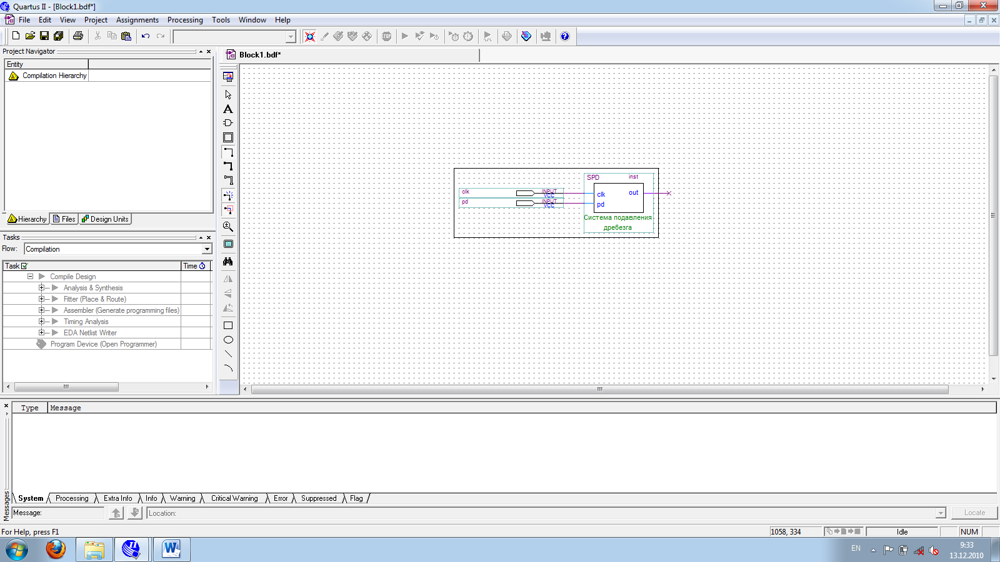 Quartus II - [Block1.bdf*]
File Edit View Project Assignments Processing Tools Window Help
Project Navigator
Entity
Compilation Hierarchy
Hierarchy Files Design Units
Tasks
Flow: Compilation
Task Time
Compile Design
Analysis & Synthesis
Fitter (Place & Route)
Assembler (Generate programming files)
Timing Analysis
EDA Netlist Writer
Program Device (Open Programmer)
Block1.bdf*
SPD inst
clk INPUT VCC
pd INPUT VCC
clk out
pd
Система подавления
дребезга
Type Message
System Processing Extra Info Info Warning Critical Warning Error Suppressed Flag
Messages
Message: Location: Locate
For Help, press F1 1058, 334 Idle NUM
EN 9:33
13.12.2010